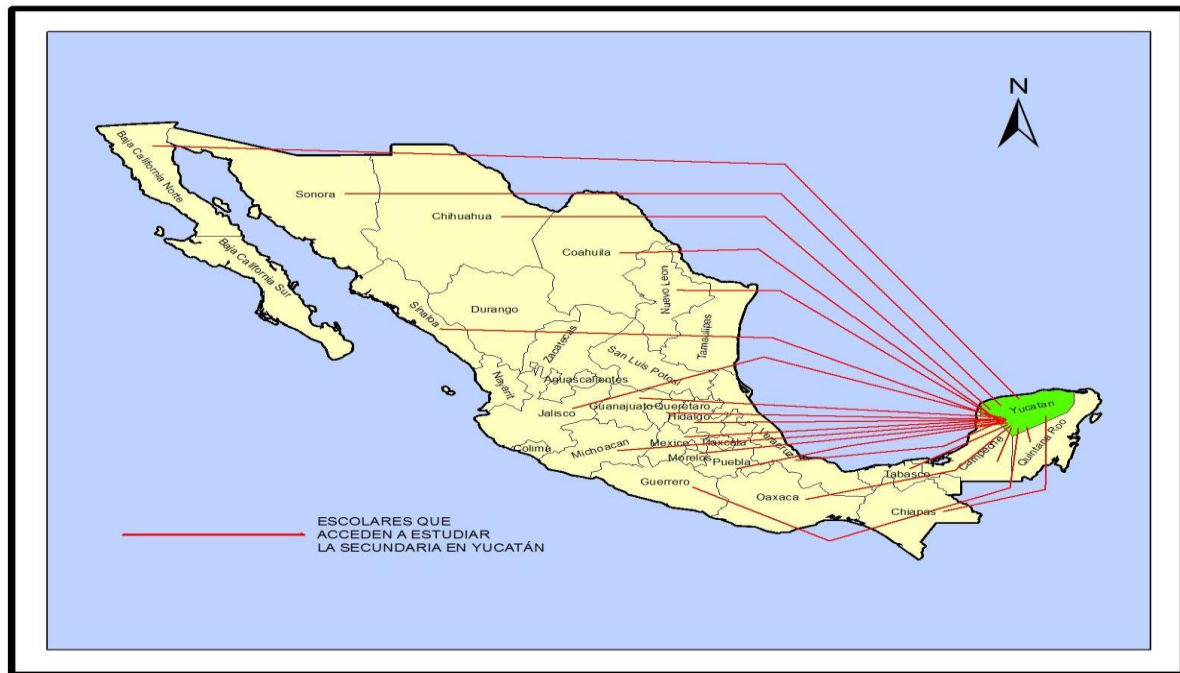 N
Baja California Norte
Sonora
Chihuahua
Coahuila
Baja California Sur
Nuevo Leon
Sinaloa
Durango
Tamaulipas
Zacatecas
San Luis Potosi
Nayarit
Aguascalientes
Jalisco
Guanajuato
Queretaro
Hidalgo
Yucatan
Colima
Michoacan
Mexico
Tlaxcala
Veracruz
Morelos
Puebla
Campeche
Quintana Roo
Tabasco
Guerrero
Oaxaca
Chiapas
ESCOLARES QUE
ACCEDEN A ESTUDIAR
LA SECUNDARIA EN YUCATÁN